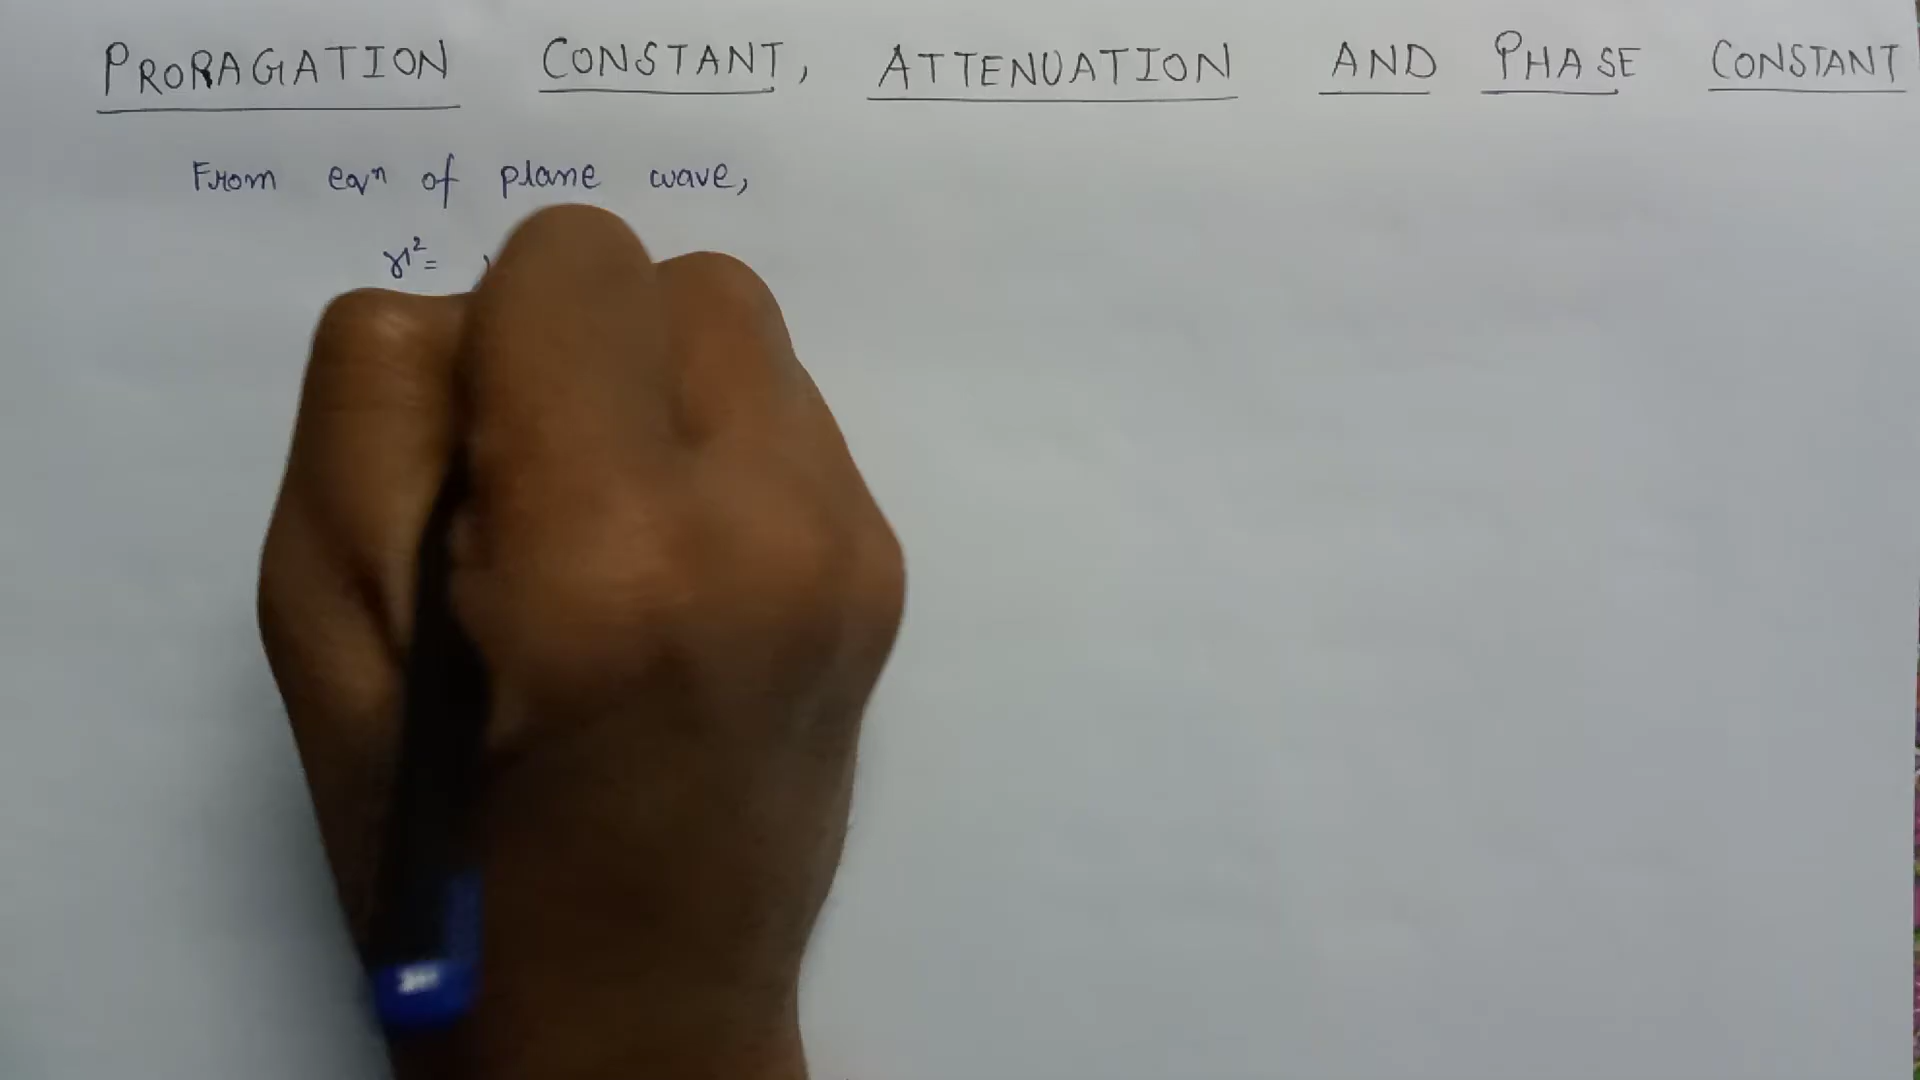 PRORAGATION CONSTANT, ATTENUATION AND PHASE CONSTANT
From eqn of plane wave,
γ² =